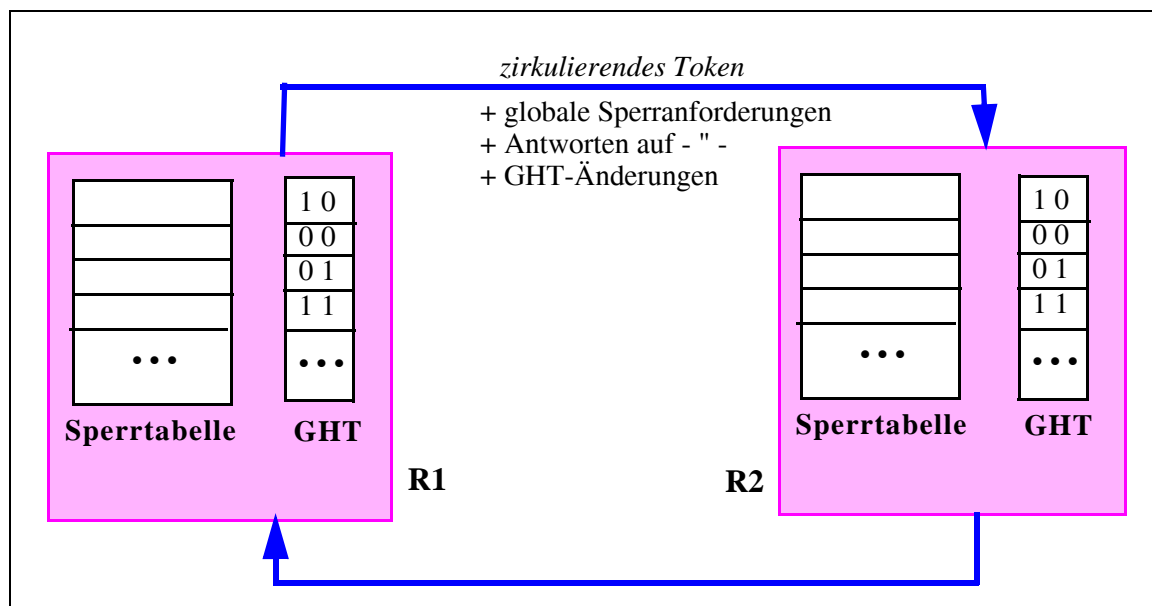 zirkulierendes Token
+ globale Sperranforderungen
+ Antworten auf - " -
+ GHT-Änderungen
1 0
0 0
0 1
1 1
• • •
• • •
Sperrtabelle
GHT
R1
1 0
0 0
0 1
1 1
• • •
• • •
Sperrtabelle
GHT
R2